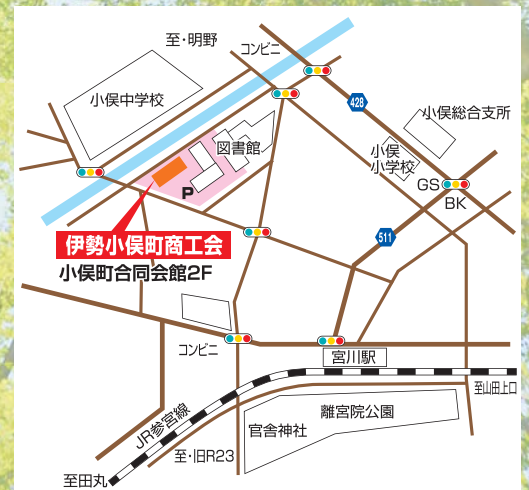 至・明野
コンビニ
小俣中学校
428
小俣総合支所
図書館
小俣
小学校
GS
BK
P
511
伊勢小俣町商工会
小俣町合同会館2F
コンビニ
宮川駅
至山田上口
JR参宮線
離宮院公園
官舎神社
至・旧R23
至田丸